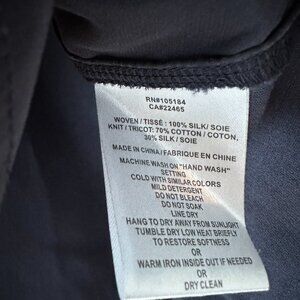 RN#105184
CA#22465
WOVEN / TISSÉ : 100% SILK/ SOIE
KNIT / TRICOT: 70% COTTON / COTON,
30% SILK / SOIE
MADE IN CHINA / FABRIQUE EN CHINE
MACHINE WASH ON "HAND WASH"
SETTING
COLD WITH SIMILAR COLORS
MILD DETERGENT
DO NOT BLEACH
DO NOT SOAK
LINE DRY
HANG TO DRY AWAY FROM SUNLIGHT
TUMBLE DRY LOW HEAT BRIEFLY
TO RESTORE SOFTNESS
OR
WARM IRON INSIDE OUT IF NEEDED
OR
DRY CLEAN